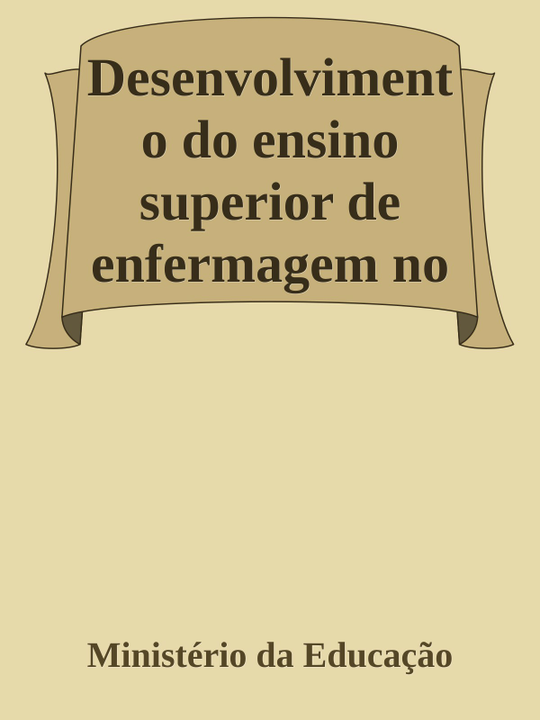 Desenvolviment
o do ensino
superior de
enfermagem no
Ministério da Educação